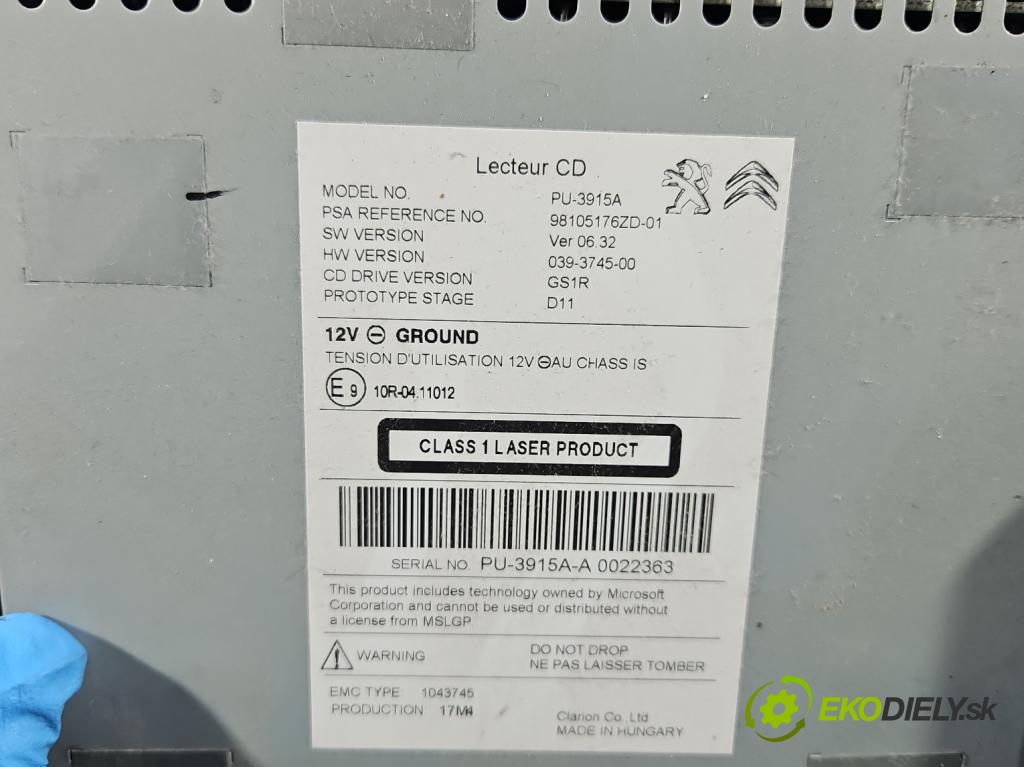 Lecteur CD
MODEL NO. PU-3915A
PSA REFERENCE NO. 98105176ZD-01
SW VERSION Ver 06.32
HW VERSION 039-3745-00
CD DRIVE VERSION GS1R
PROTOTYPE STAGE D11
12V ⊖ GROUND
TENSION D'UTILISATION 12V ⊖AU CHASS IS
E9 10R-04.11012
CLASS 1 LASER PRODUCT
SERIAL NO. PU-3915A-A 0022363
This product includes technology owned by Microsoft
Corporation and cannot be used or distributed without
a license from MSLGP.
WARNING DO NOT DROP
NE PAS LAISSER TOMBER
EMC TYPE 1043745
PRODUCTION 17M4
Clarion Co.,Ltd
MADE IN HUNGARY
EKODIELY.sk